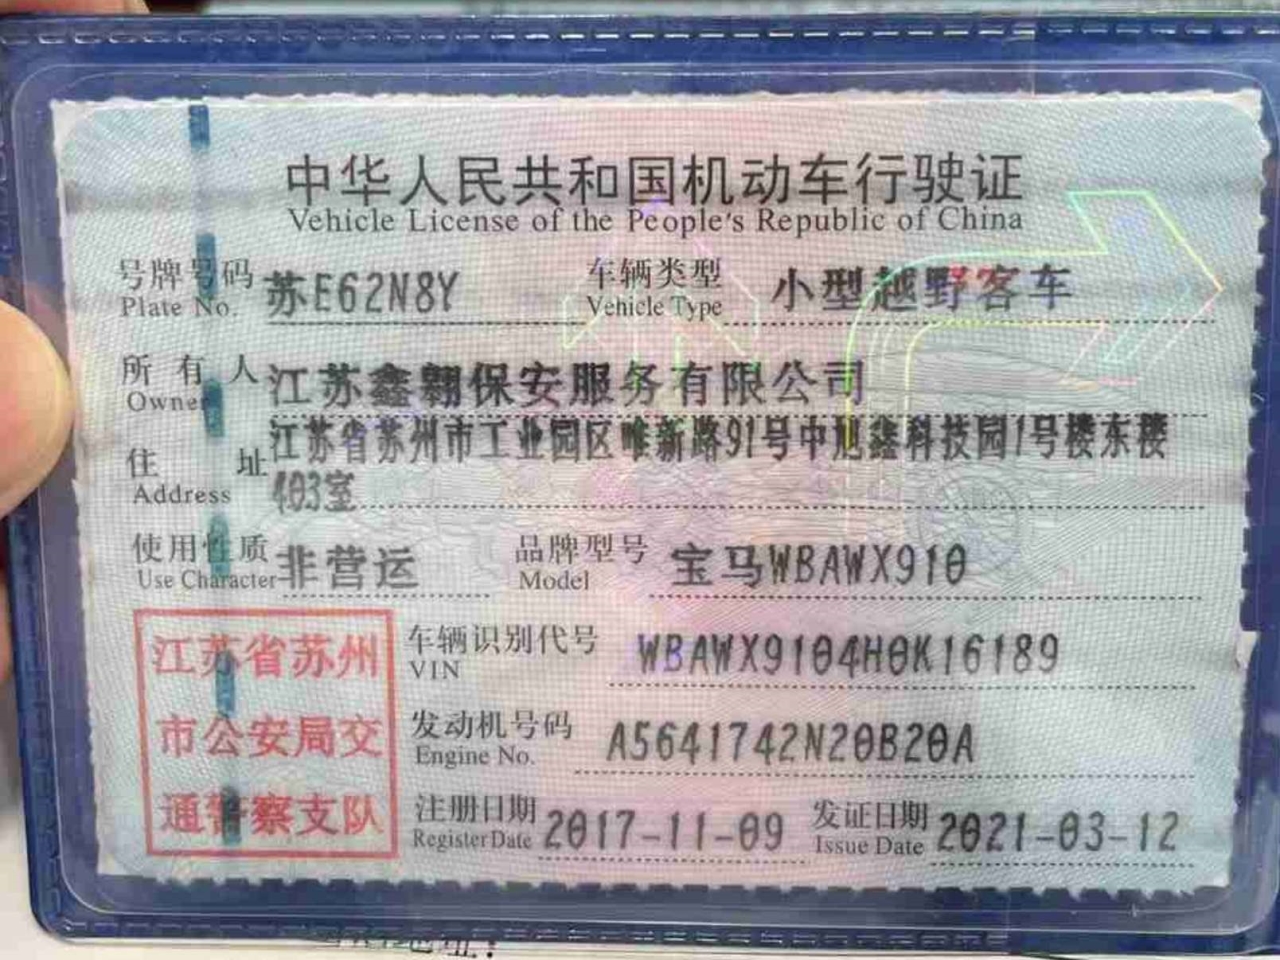 中华人民共和国机动车行驶证
Vehicle License of the People's Republic of China
号牌号码 苏E62N8Y 车辆类型 小型越野客车
Plate No. Vehicle Type
所有人 江苏鑫翱保安服务有限公司
Owner
住址 江苏省苏州市工业园区唯新路91号中旭鑫科技园1号楼东楼
Address 403室
使用性质 非营运 品牌型号 宝马WBAWX910
Use Character Model
江苏省苏州
市公安局交
通警察支队
车辆识别代号 WBAWX9104H0K16189
VIN
发动机号码 A5641742N20B20A
Engine No.
注册日期 2017-11-09 发证日期 2021-03-12
Register Date Issue Date